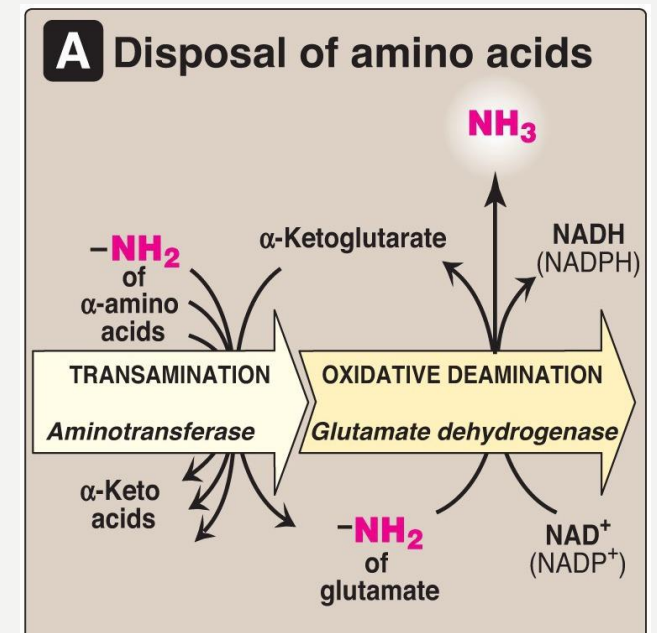 A Disposal of amino acids
NH₃
–NH₂
of
α-amino
acids
α-Ketoglutarate
NADH
(NADPH)
TRANSAMINATION
Aminotransferase
OXIDATIVE DEAMINATION
Glutamate dehydrogenase
α-Keto
acids
–NH₂
of
glutamate
NAD⁺
(NADP⁺)